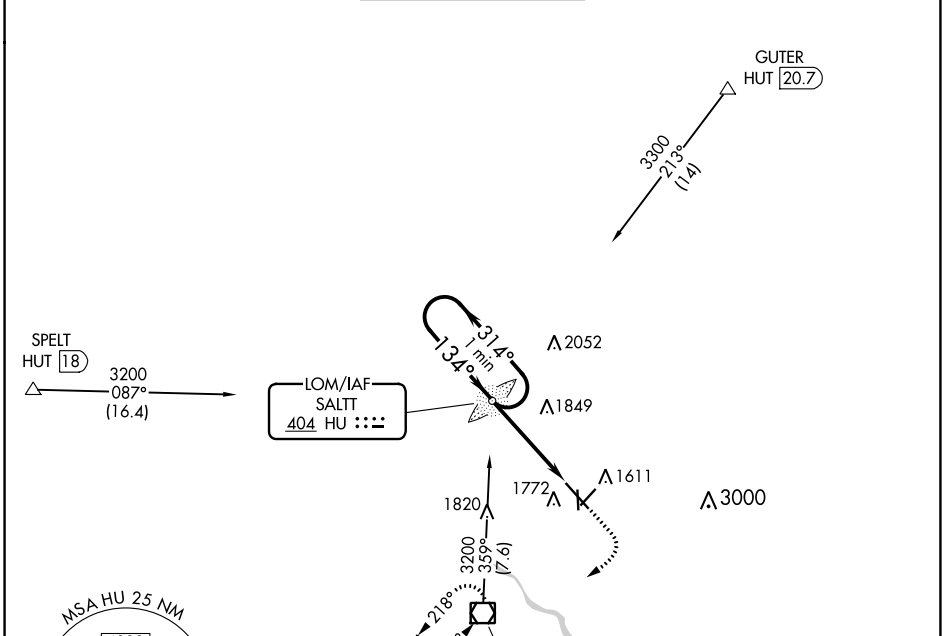 GUTER
HUT 20.7
3300
213°
(14)
SPELT
HUT 18
3200
087°
(16.4)
LOM/IAF
SALTT
404 HU
134°
1 min
314°
2052
1849
1820
1772
1611
3000
3200
359°
(7.6)
218°
MSA HU 25 NM